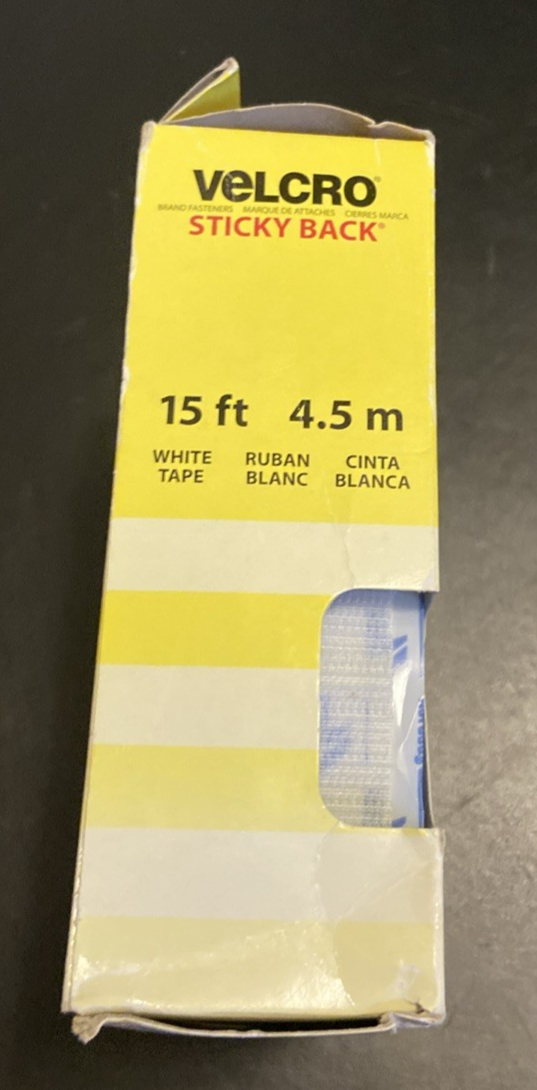 VELCRO®
BRAND FASTENERS MARQUE DE ATTACHES CIERRES MARCA
STICKY BACK®
15 ft 4.5 m
WHITE RUBAN CINTA
TAPE BLANC BLANCA